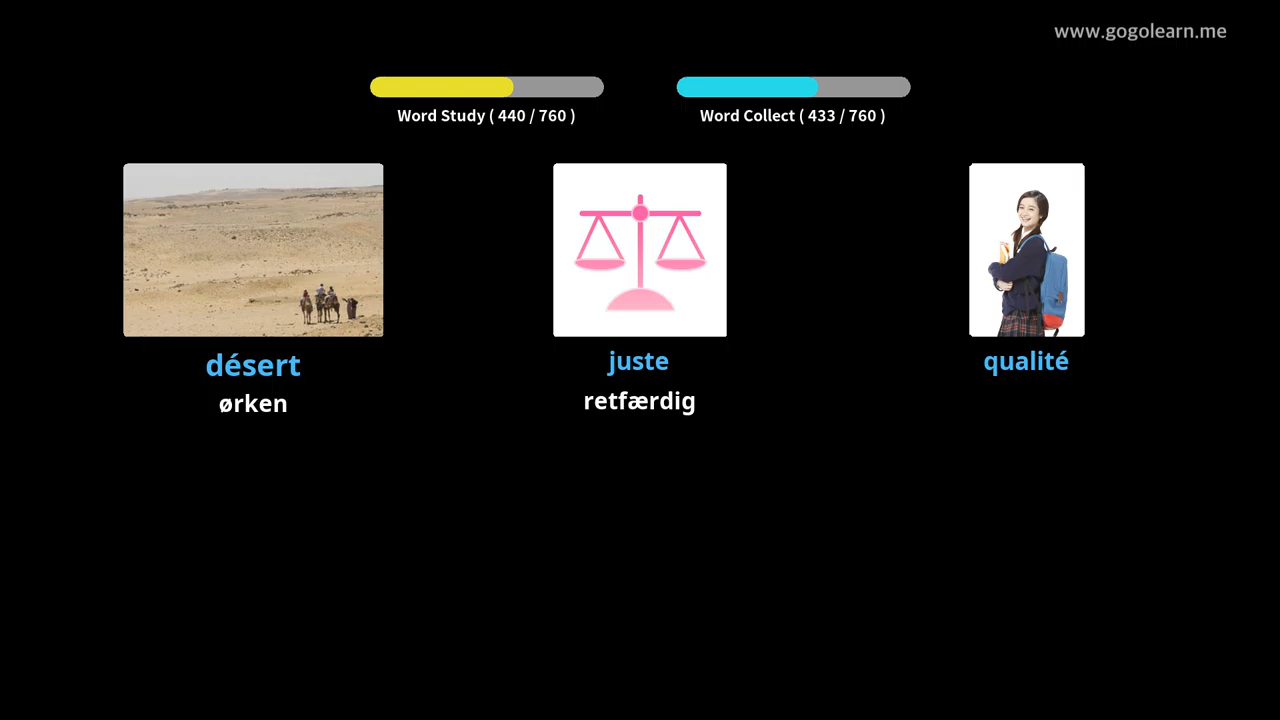 www.gogolearn.me
Word Study ( 440 / 760 )
Word Collect ( 433 / 760 )
désert
juste
qualité
ørken
retfærdig